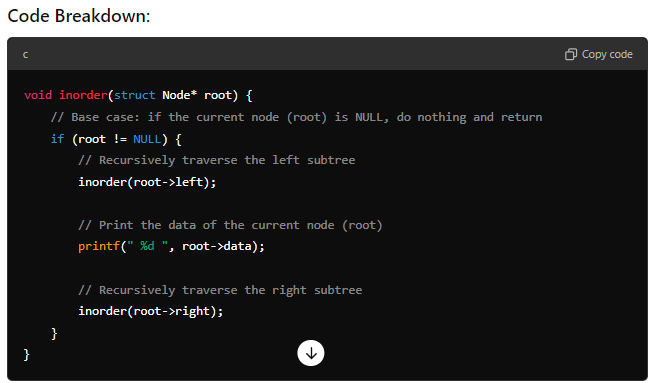 Code Breakdown:
c
Copy code
void inorder(struct Node* root) {
    // Base case: if the current node (root) is NULL, do nothing and return
    if (root != NULL) {
        // Recursively traverse the left subtree
        inorder(root->left);

        // Print the data of the current node (root)
        printf(" %d ", root->data);

        // Recursively traverse the right subtree
        inorder(root->right);
    }
}